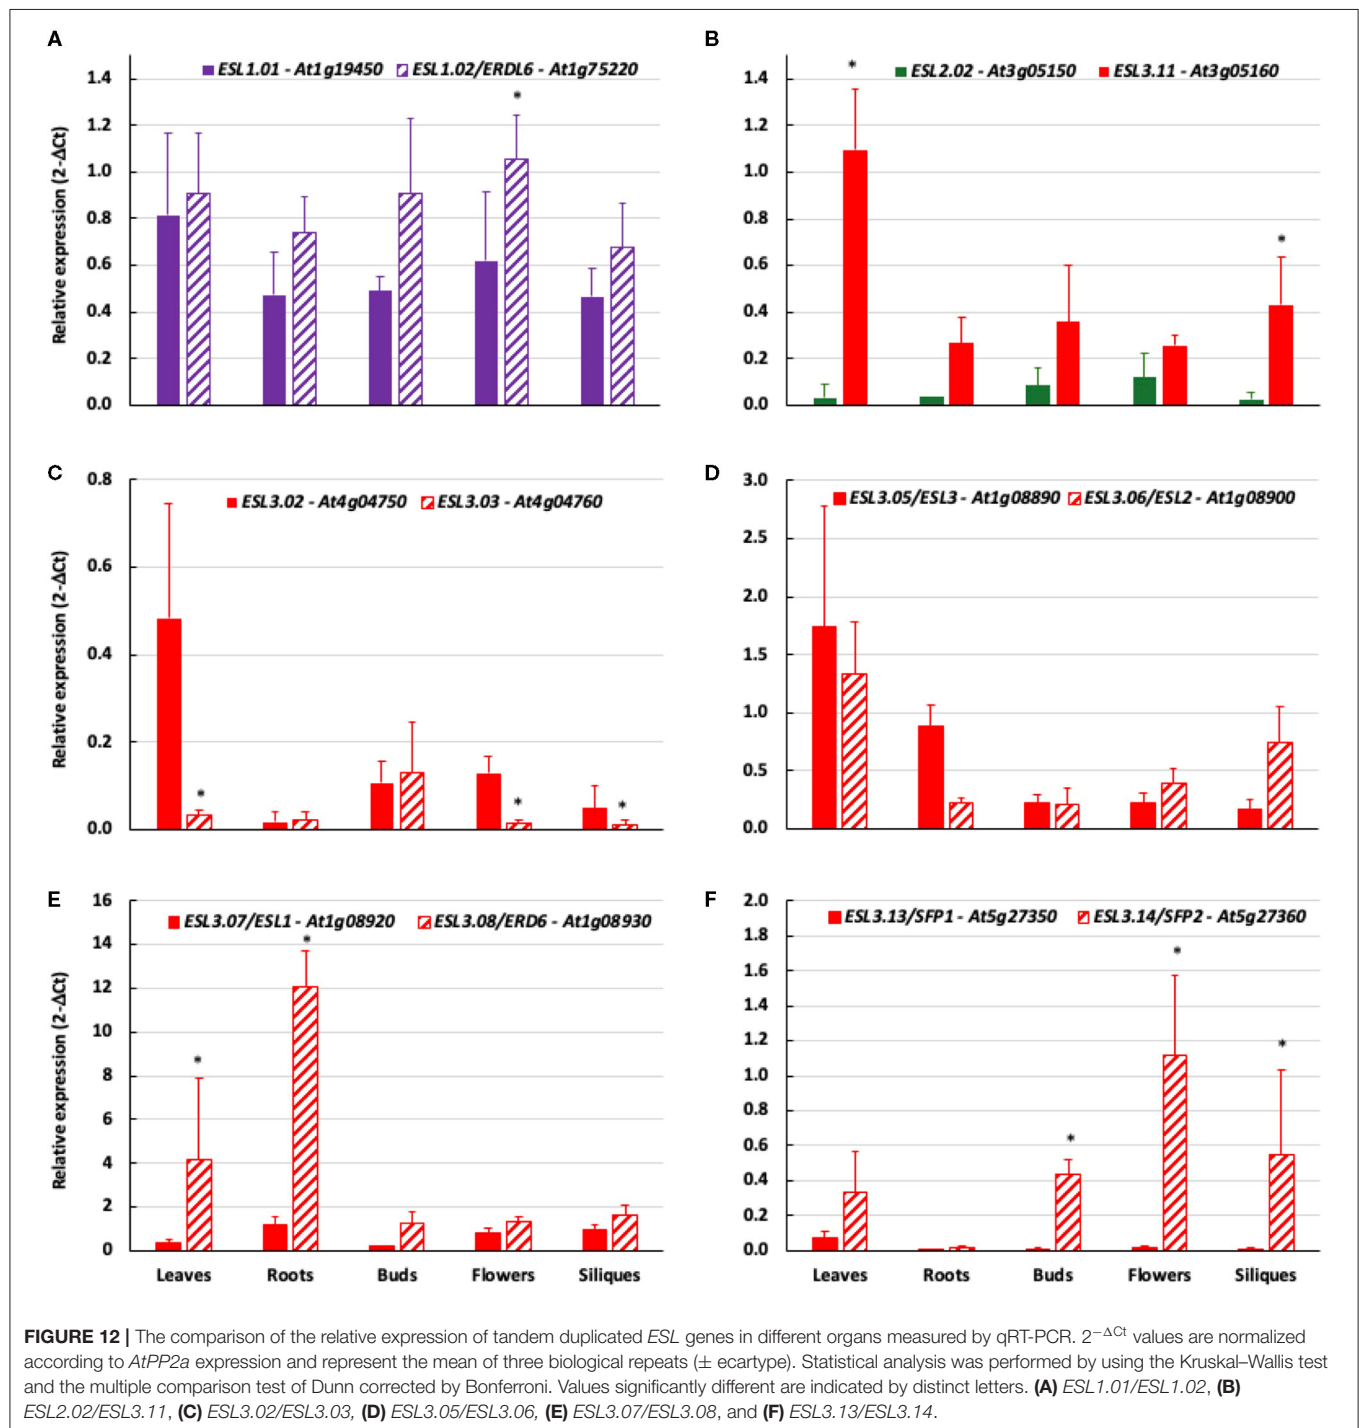 A
ESL1.01 - At1g19450 ESL1.02/ERDL6 - At1g75220
Relative expression (2-ΔCt)
1.4
1.2
1.0
0.8
0.6
0.4
0.2
0.0
*
B
ESL2.02 - At3g05150 ESL3.11 - At3g05160
1.4
1.2
1.0
0.8
0.6
0.4
0.2
0.0
*
*
C
ESL3.02 - At4g04750 ESL3.03 - At4g04760
Relative expression (2-ΔCt)
0.8
0.6
0.4
0.2
0.0
*
*
*
D
ESL3.05/ESL3 - At1g08890 ESL3.06/ESL2 - At1g08900
3.0
2.5
2.0
1.5
1.0
0.5
0.0
E
ESL3.07/ESL1 - At1g08920 ESL3.08/ERD6 - At1g08930
Relative expression (2-ΔCt)
16
14
12
10
8
6
4
2
0
*
*
Leaves Roots Buds Flowers Siliques
F
ESL3.13/SFP1 - At5g27350 ESL3.14/SFP2 - At5g27360
2.0
1.8
1.6
1.4
1.2
1.0
0.8
0.6
0.4
0.2
0.0
*
*
*
Leaves Roots Buds Flowers Siliques
FIGURE 12 | The comparison of the relative expression of tandem duplicated ESL genes in different organs measured by qRT-PCR. 2−ΔCt values are normalized
according to AtPP2a expression and represent the mean of three biological repeats (± ecartype). Statistical analysis was performed by using the Kruskal–Wallis test
and the multiple comparison test of Dunn corrected by Bonferroni. Values significantly different are indicated by distinct letters. (A) ESL1.01/ESL1.02, (B)
ESL2.02/ESL3.11, (C) ESL3.02/ESL3.03, (D) ESL3.05/ESL3.06, (E) ESL3.07/ESL3.08, and (F) ESL3.13/ESL3.14.